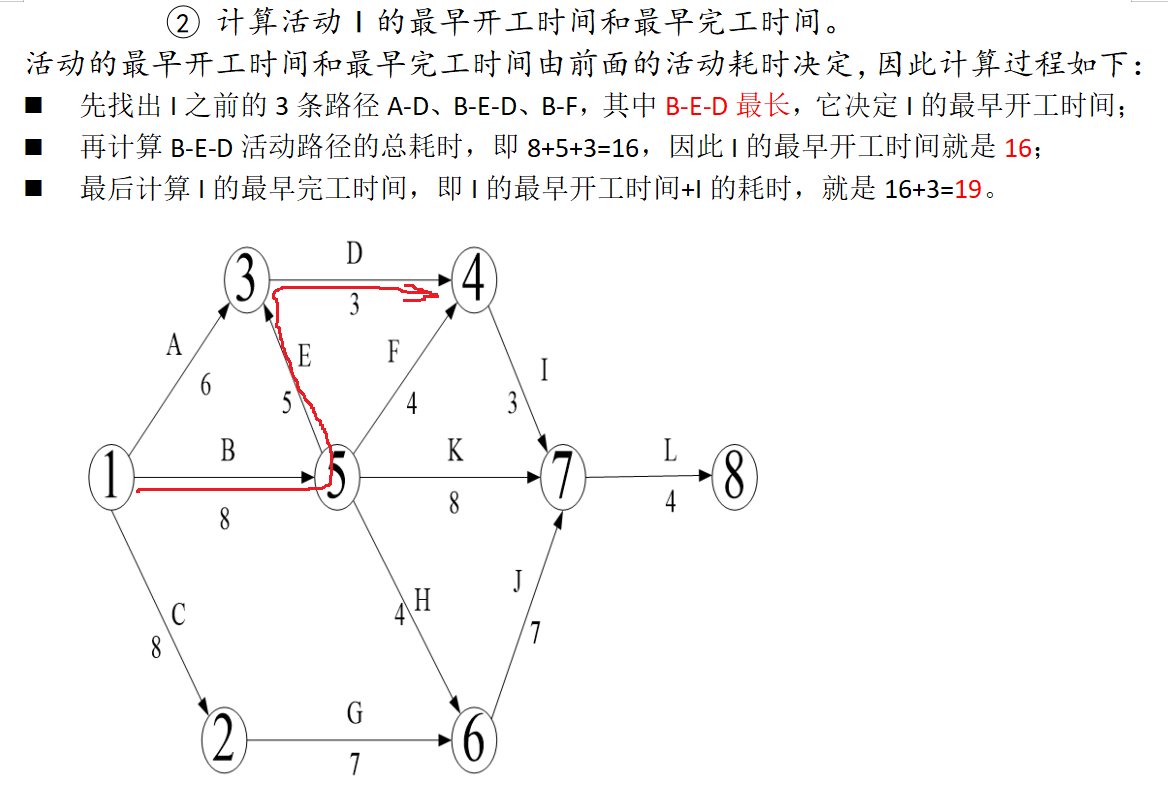 ② 计算活动 I 的最早开工时间和最早完工时间。
活动的最早开工时间和最早完工时间由前面的活动耗时决定,因此计算过程如下：
■ 先找出 I 之前的 3 条路径 A-D、B-E-D、B-F，其中 B-E-D 最长，它决定 I 的最早开工时间；
■ 再计算 B-E-D 活动路径的总耗时，即 8+5+3=16，因此 I 的最早开工时间就是 16；
■ 最后计算 I 的最早完工时间，即 I 的最早开工时间+I 的耗时，就是 16+3=19。
D
3
4
3
A
E
F
I
6
5
4
3
B
K
L
1
5
7
8
8
8
4
C
H
J
8
4
7
G
2
6
7